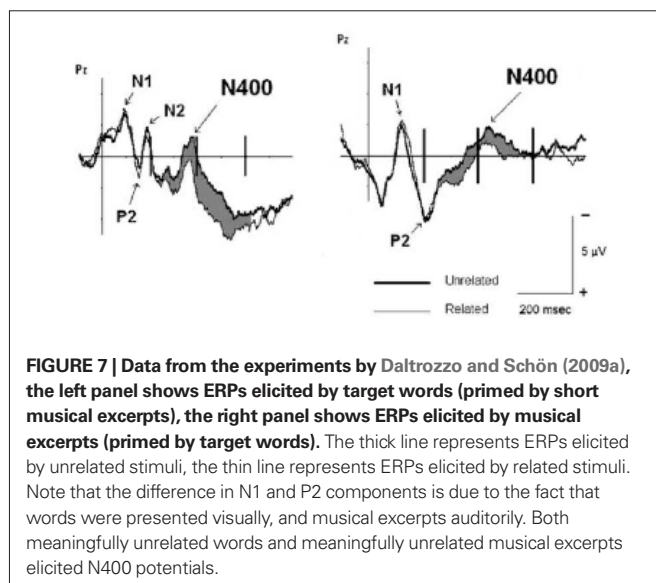 Pz
N1
N2
N400
P2
Pz
N1
N400
P2
−
5 µV
+
Unrelated
Related
200 msec
FIGURE 7 | Data from the experiments by Daltrozzo and Schön (2009a),
the left panel shows ERPs elicited by target words (primed by short
musical excerpts), the right panel shows ERPs elicited by musical
excerpts (primed by target words). The thick line represents ERPs elicited
by unrelated stimuli, the thin line represents ERPs elicited by related stimuli.
Note that the difference in N1 and P2 components is due to the fact that
words were presented visually, and musical excerpts auditorily. Both
meaningfully unrelated words and meaningfully unrelated musical excerpts
elicited N400 potentials.